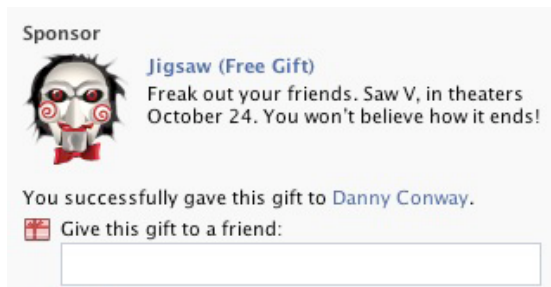 Sponsor
Jigsaw (Free Gift)
Freak out your friends. Saw V, in theaters
October 24. You won't believe how it ends!
You successfully gave this gift to Danny Conway.
Give this gift to a friend: